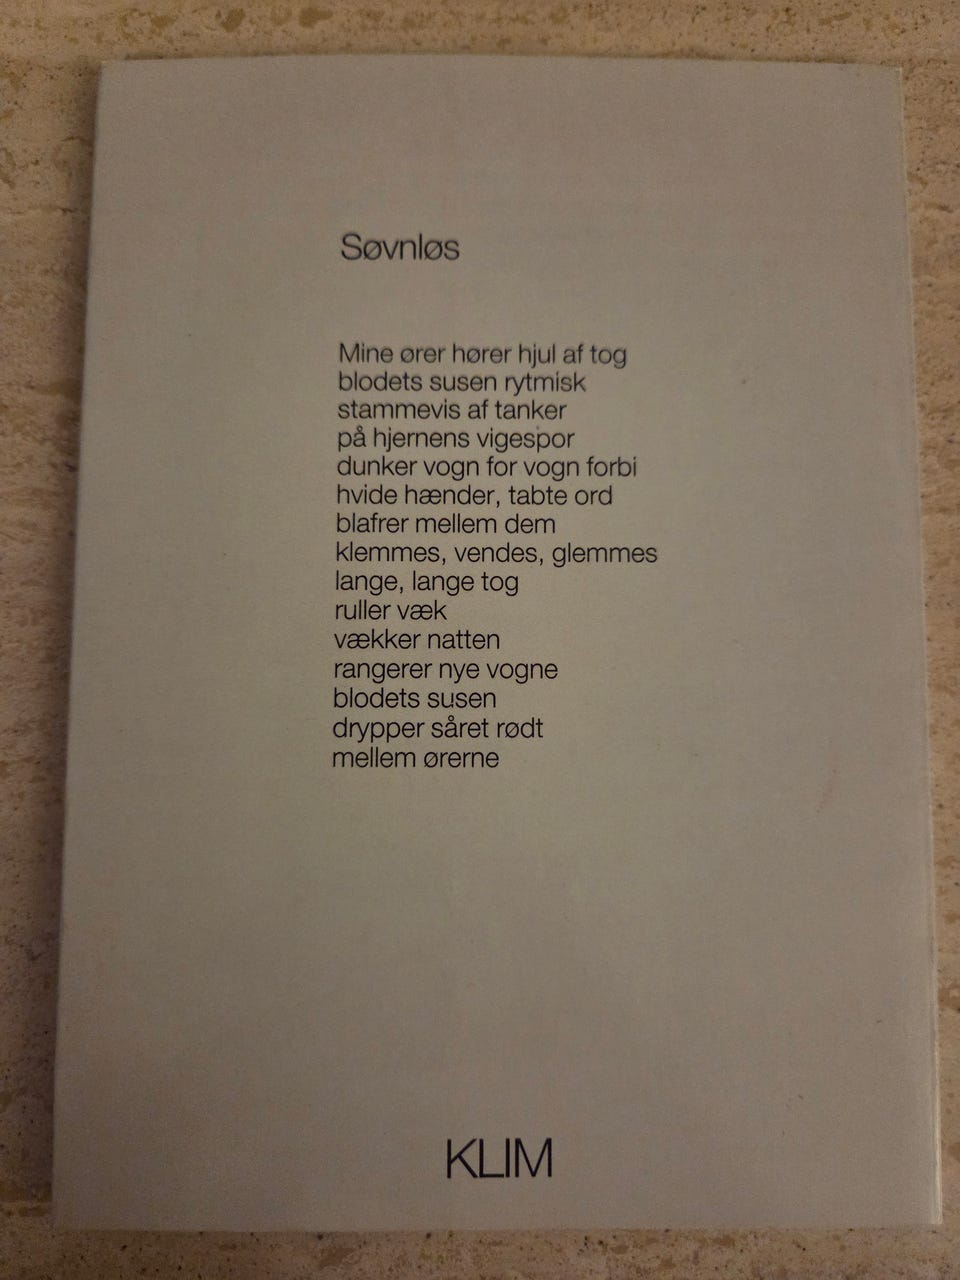 Søvnløs
Mine ører hører hjul af tog
blodets susen rytmisk
stammevis af tanker
på hjernens vigespor
dunker vogn for vogn forbi
hvide hænder, tabte ord
blafrer mellem dem
klemmes, vendes, glemmes
lange, lange tog
ruller væk
vækker natten
rangerer nye vogne
blodets susen
drypper såret rødt
mellem ørerne
KLIM